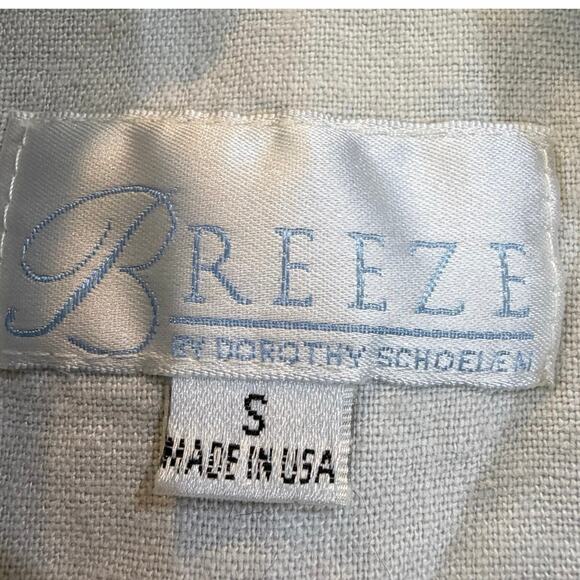 BREEZE
BY DOROTHY SCHOELEN
S
MADE IN USA